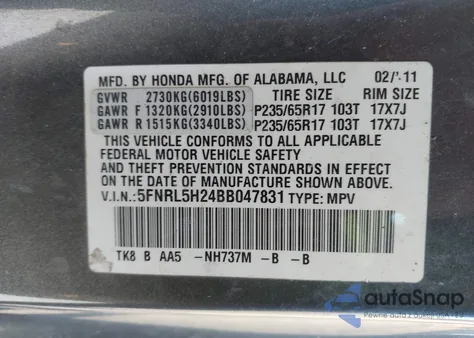 MFD. BY HONDA MFG. OF ALABAMA, LLC 02/'11
TIRE SIZE RIM SIZE
GVWR 2730KG(6019LBS)
GAWR F 1320KG(2910LBS) P235/65R17 103T 17X7J
GAWR R 1515KG(3340LBS) P235/65R17 103T 17X7J
THIS VEHICLE CONFORMS TO ALL APPLICABLE
FEDERAL MOTOR VEHICLE SAFETY
AND THEFT PREVENTION STANDARDS IN EFFECT
ON THE DATE OF MANUFACTURE SHOWN ABOVE.
V.I.N.: 5FNRL5H24BB047831 TYPE: MPV
TK8 B AA5 -NH737M -B -B
autoSnap
Pewne auto z